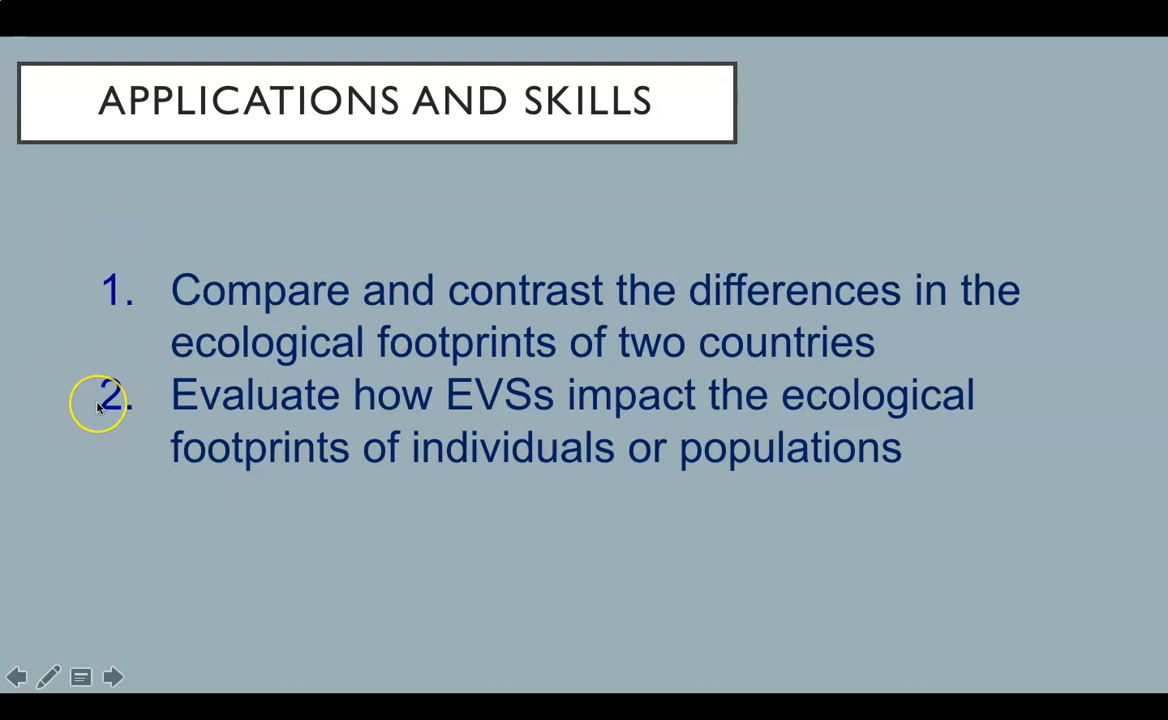 APPLICATIONS AND SKILLS
1. Compare and contrast the differences in the
ecological footprints of two countries
2. Evaluate how EVSs impact the ecological
footprints of individuals or populations